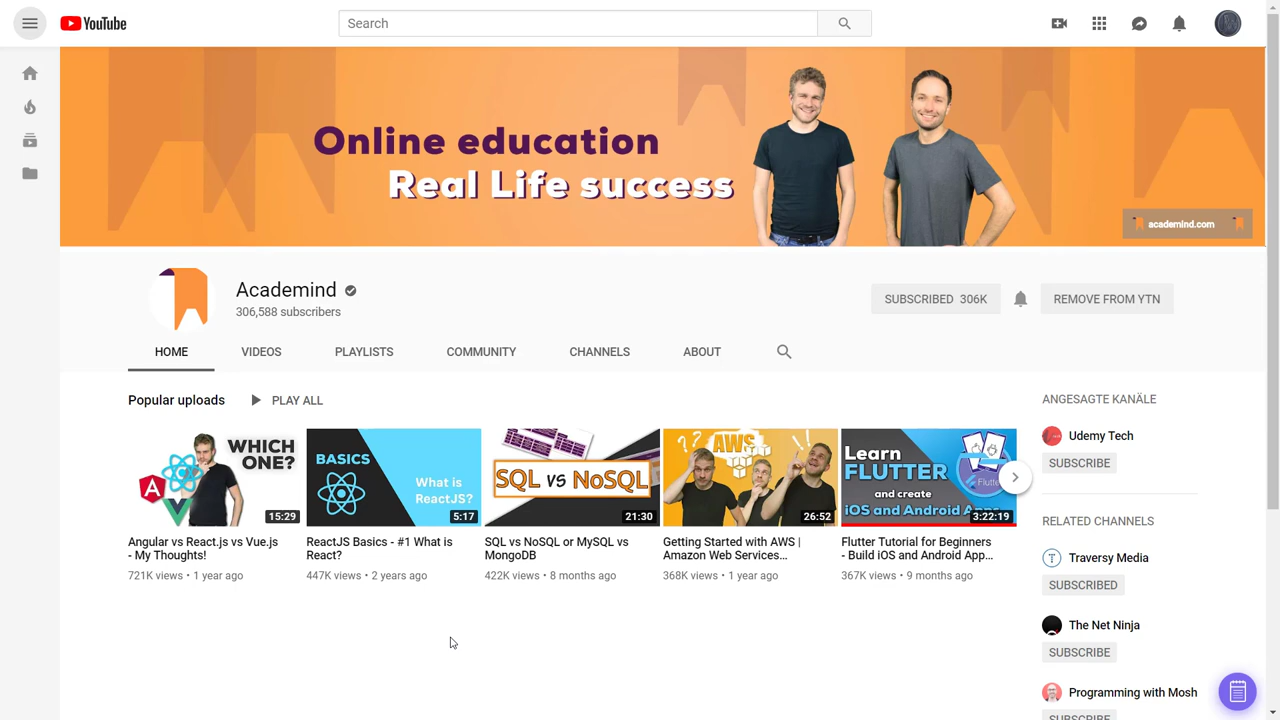 YouTube
Search
Online education
Real Life success
academind.com
Academind
306,588 subscribers
SUBSCRIBED 306K
REMOVE FROM YTN
HOME
VIDEOS
PLAYLISTS
COMMUNITY
CHANNELS
ABOUT
Popular uploads
PLAY ALL
WHICH
ONE?
15:29
Angular vs React.js vs Vue.js
- My Thoughts!
721K views • 1 year ago
BASICS
What is
ReactJS?
5:17
ReactJS Basics - #1 What is
React?
447K views • 2 years ago
SQL vs NoSQL
21:30
SQL vs NoSQL or MySQL vs
MongoDB
422K views • 8 months ago
AWS
26:52
Getting Started with AWS |
Amazon Web Services...
368K views • 1 year ago
Learn
FLUTTER
and create
iOS and Android
3:22:19
Flutter Tutorial for Beginners
- Build iOS and Android App...
367K views • 9 months ago
ANGESAGTE KANÄLE
Udemy Tech
SUBSCRIBE
RELATED CHANNELS
Traversy Media
SUBSCRIBED
The Net Ninja
SUBSCRIBE
Programming with Mosh
SUBSCRIBE